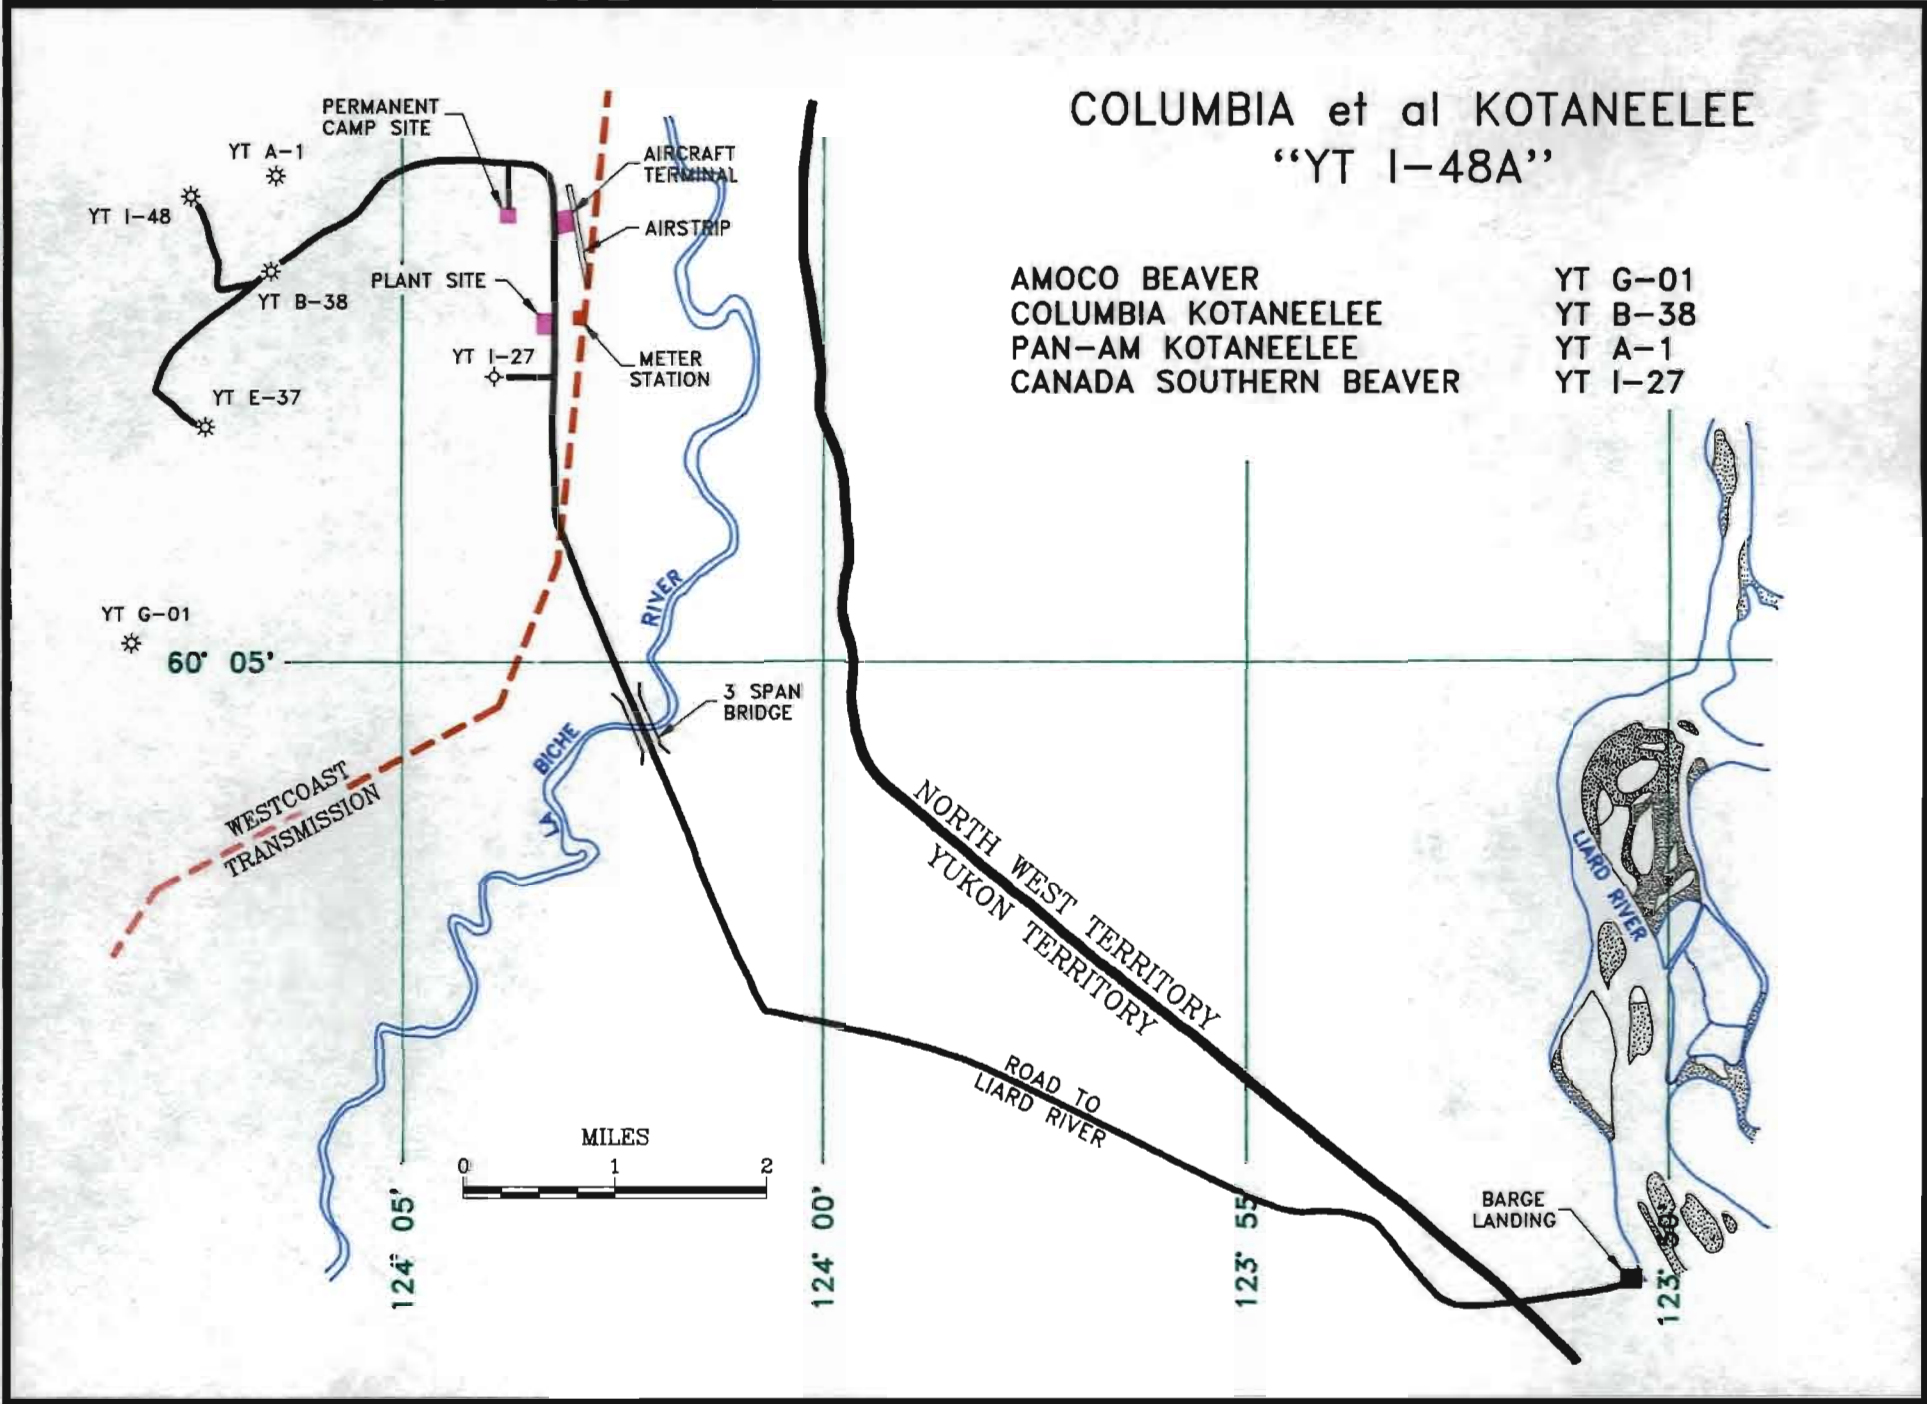 COLUMBIA et al KOTANEELEE
“YT I-48A”
AMOCO BEAVER YT G-01
COLUMBIA KOTANEELEE YT B-38
PAN-AM KOTANEELEE YT A-1
CANADA SOUTHERN BEAVER YT I-27
PERMANENT
CAMP SITE
YT A-1
AIRCRAFT
TERMINAL
YT I-48
AIRSTRIP
PLANT SITE
YT B-38
YT I-27
METER
STATION
YT E-37
RIVER
YT G-01
60° 05'
3 SPAN
BRIDGE
BICHE
LA
WESTCOAST
TRANSMISSION
NORTH WEST TERRITORY
YUKON TERRITORY
LIARD RIVER
ROAD TO
LIARD RIVER
MILES
0 1 2
BARGE
LANDING
124° 05'
124° 00'
123° 55'
123° 50'